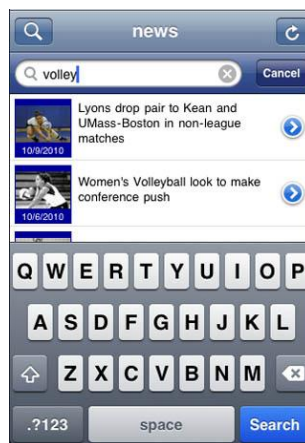 news
volley
Cancel
Lyons drop pair to Kean and
UMass-Boston in non-league
matches
10/9/2010
Women's Volleyball look to make
conference push
10/6/2010
Q W E R T Y U I O P
A S D F G H J K L
Z X C V B N M
.?123 space Search